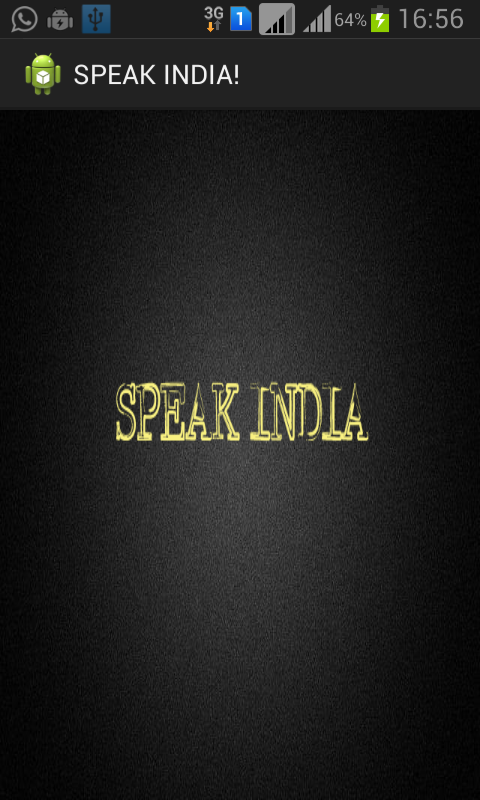 3G 1 64% 16:56
SPEAK INDIA!
SPEAK INDIA